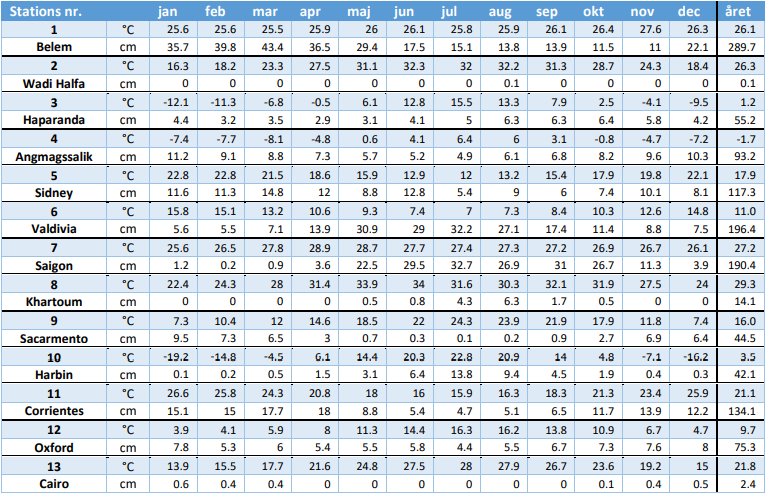 Stations nr. jan feb mar apr maj jun jul aug sep okt nov dec året
1 °C 25.6 25.6 25.5 25.9 26 26.1 25.8 25.9 26.1 26.4 27.6 26.3 26.1
Belem cm 35.7 39.8 43.4 36.5 29.4 17.5 15.1 13.8 13.9 11.5 11 22.1 289.7
2 °C 16.3 18.2 23.3 27.5 31.1 32.3 32 32.2 31.3 28.7 24.3 18.4 26.3
Wadi Halfa cm 0 0 0 0 0 0 0 0.1 0 0 0 0 0.1
3 °C -12.1 -11.3 -6.8 -0.5 6.1 12.8 15.5 13.3 7.9 2.5 -4.1 -9.5 1.2
Haparanda cm 4.4 3.2 3.5 2.9 3.1 4.1 5 6.3 6.3 6.4 5.8 4.2 55.2
4 °C -7.4 -7.7 -8.1 -4.8 0.6 4.1 6.4 6 3.1 -0.8 -4.7 -7.2 -1.7
Angmagssalik cm 11.2 9.1 8.8 7.3 5.7 5.2 4.9 6.1 6.8 8.2 9.6 10.3 93.2
5 °C 22.8 22.8 21.5 18.6 15.9 12.9 12 13.2 15.4 17.9 19.8 22.1 17.9
Sidney cm 11.6 11.3 14.8 12 8.8 12.8 5.4 9 6 7.4 10.1 8.1 117.3
6 °C 15.8 15.1 13.2 10.6 9.3 7.4 7 7.3 8.4 10.3 12.6 14.8 11.0
Valdivia cm 5.6 5.5 7.1 13.9 30.9 29 32.2 27.1 17.4 11.4 8.8 7.5 196.4
7 °C 25.6 26.5 27.8 28.9 28.7 27.7 27.4 27.3 27.2 26.9 26.7 26.1 27.2
Saigon cm 1.2 0.2 0.9 3.6 22.5 29.5 32.7 26.9 31 26.7 11.3 3.9 190.4
8 °C 22.4 24.3 28 31.4 33.9 34 31.6 30.3 32.1 31.9 27.5 24 29.3
Khartoum cm 0 0 0 0 0.5 0.8 4.3 6.3 1.7 0.5 0 0 14.1
9 °C 7.3 10.4 12 14.6 18.5 22 24.3 23.9 21.9 17.9 11.8 7.4 16.0
Sacarmento cm 9.5 7.3 6.5 3 0.7 0.3 0.1 0.2 0.9 2.7 6.9 6.4 44.5
10 °C -19.2 -14.8 -4.5 6.1 14.4 20.3 22.8 20.9 14 4.8 -7.1 -16.2 3.5
Harbin cm 0.1 0.2 0.5 1.5 3.1 6.4 13.8 9.4 4.5 1.9 0.4 0.3 42.1
11 °C 26.6 25.8 24.3 20.8 18 16 15.9 16.3 18.3 21.3 23.4 25.9 21.1
Corrientes cm 15.1 15 17.7 18 8.8 5.4 4.7 5.1 6.5 11.7 13.9 12.2 134.1
12 °C 3.9 4.1 5.9 8 11.3 14.4 16.3 16.2 13.8 10.9 6.7 4.7 9.7
Oxford cm 7.8 5.3 6 5.4 5.5 5.8 4.4 5.5 6.7 7.3 7.6 8 75.3
13 °C 13.9 15.5 17.7 21.6 24.8 27.5 28 27.9 26.7 23.6 19.2 15 21.8
Cairo cm 0.6 0.4 0.4 0 0 0 0 0 0 0.1 0.4 0.5 2.4